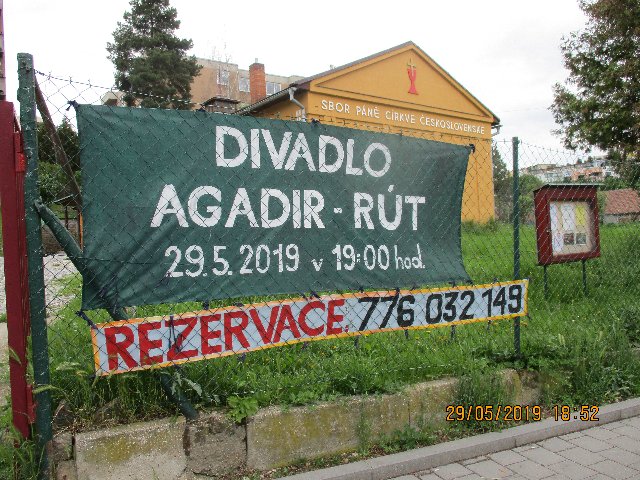 SBOR PÁNĚ CÍRKVE ČESKOSLOVENSKÉ
DIVADLO
AGADIR - RÚT
29.5.2019 v 19:00 hod.
REZERVACE: 776 032 149
29/05/2019 18:52